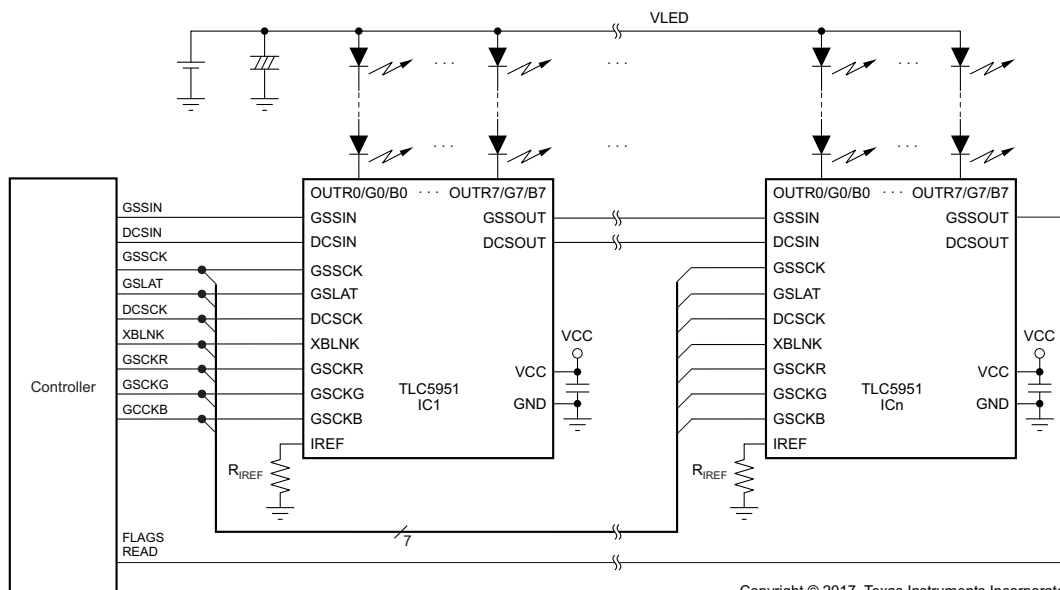 VLED
OUTR0/G0/B0 · · · OUTR7/G7/B7
OUTR0/G0/B0 · · · OUTR7/G7/B7
GSSIN
GSSIN
GSSOUT
GSSIN
GSSOUT
DCSIN
DCSIN
DCSOUT
DCSIN
DCSOUT
GSSCK
GSSCK
GSSCK
GSLAT
GSLAT
GSLAT
DCSCK
DCSCK
DCSCK
XBLNK
XBLNK
VCC
XBLNK
VCC
GSCKR
GSCKR
VCC
GSCKR
VCC
Controller
GSCKG
GSCKG
TLC5951
IC1
GND
GSCKG
TLC5951
ICn
GND
GCCKB
GSCKB
GSCKB
IREF
IREF
RIREF
RIREF
7
FLAGS
READ
Copyright © 2017, Texas Instruments